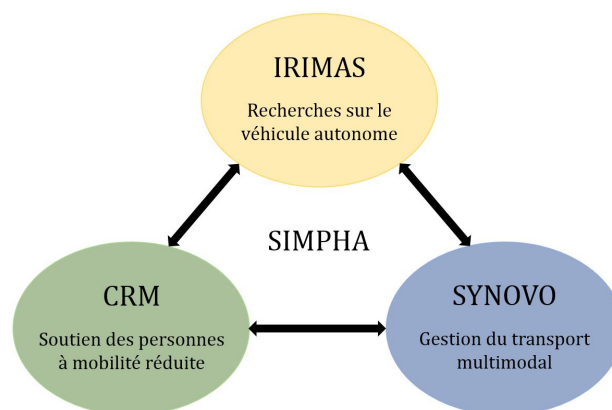 IRIMAS
Recherches sur le
véhicule autonome
SIMPHA
CRM
Soutien des personnes
à mobilité réduite
SYNOVO
Gestion du transport
multimodal